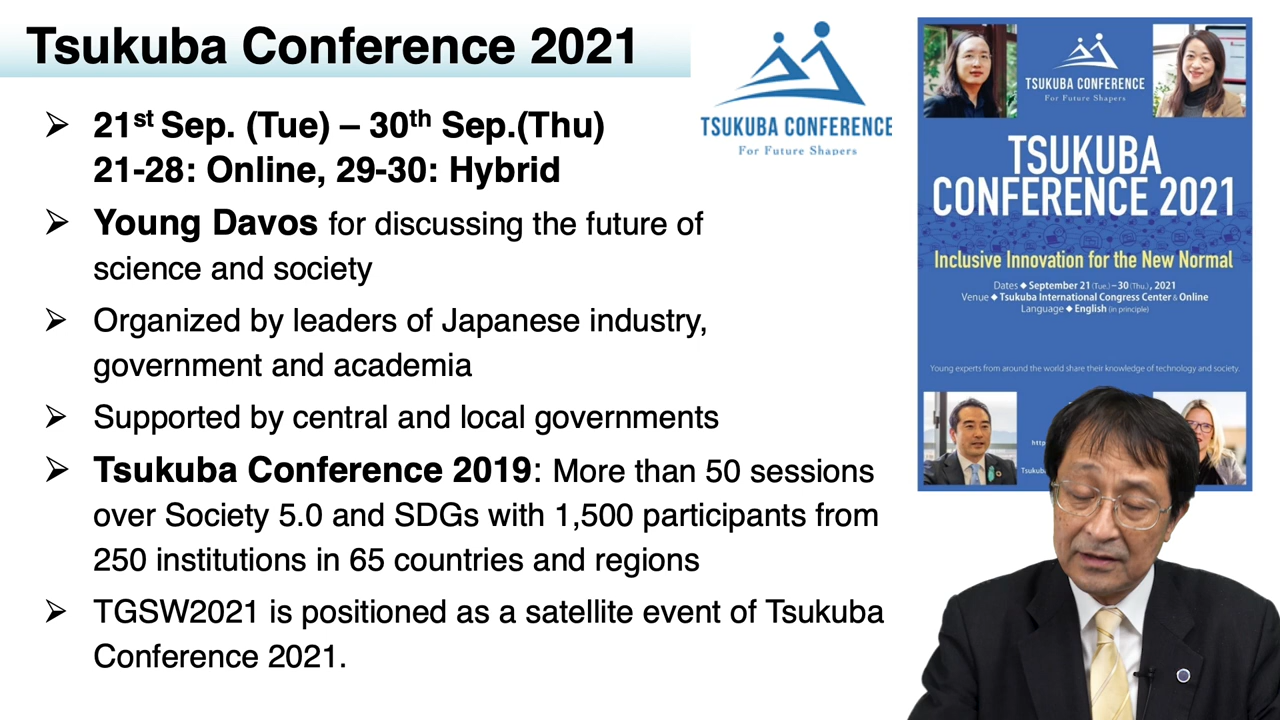 Tsukuba Conference 2021
➢ 21st Sep. (Tue) – 30th Sep.(Thu)
21-28: Online, 29-30: Hybrid
➢ Young Davos for discussing the future of
science and society
➢ Organized by leaders of Japanese industry,
government and academia
➢ Supported by central and local governments
➢ Tsukuba Conference 2019: More than 50 sessions
over Society 5.0 and SDGs with 1,500 participants from
250 institutions in 65 countries and regions
➢ TGSW2021 is positioned as a satellite event of Tsukuba
Conference 2021.
TSUKUBA CONFERENCE
For Future Shapers
TSUKUBA CONFERENCE
For Future Shapers
TSUKUBA
CONFERENCE 2021
Inclusive Innovation for the New Normal
Dates ◆ September 21 (Tue.) – 30 (Thu.), 2021
Venue ◆ Tsukuba International Congress Center & Online
Language ◆ English (in principle)
Young experts from around the world share their knowledge of technology and society.